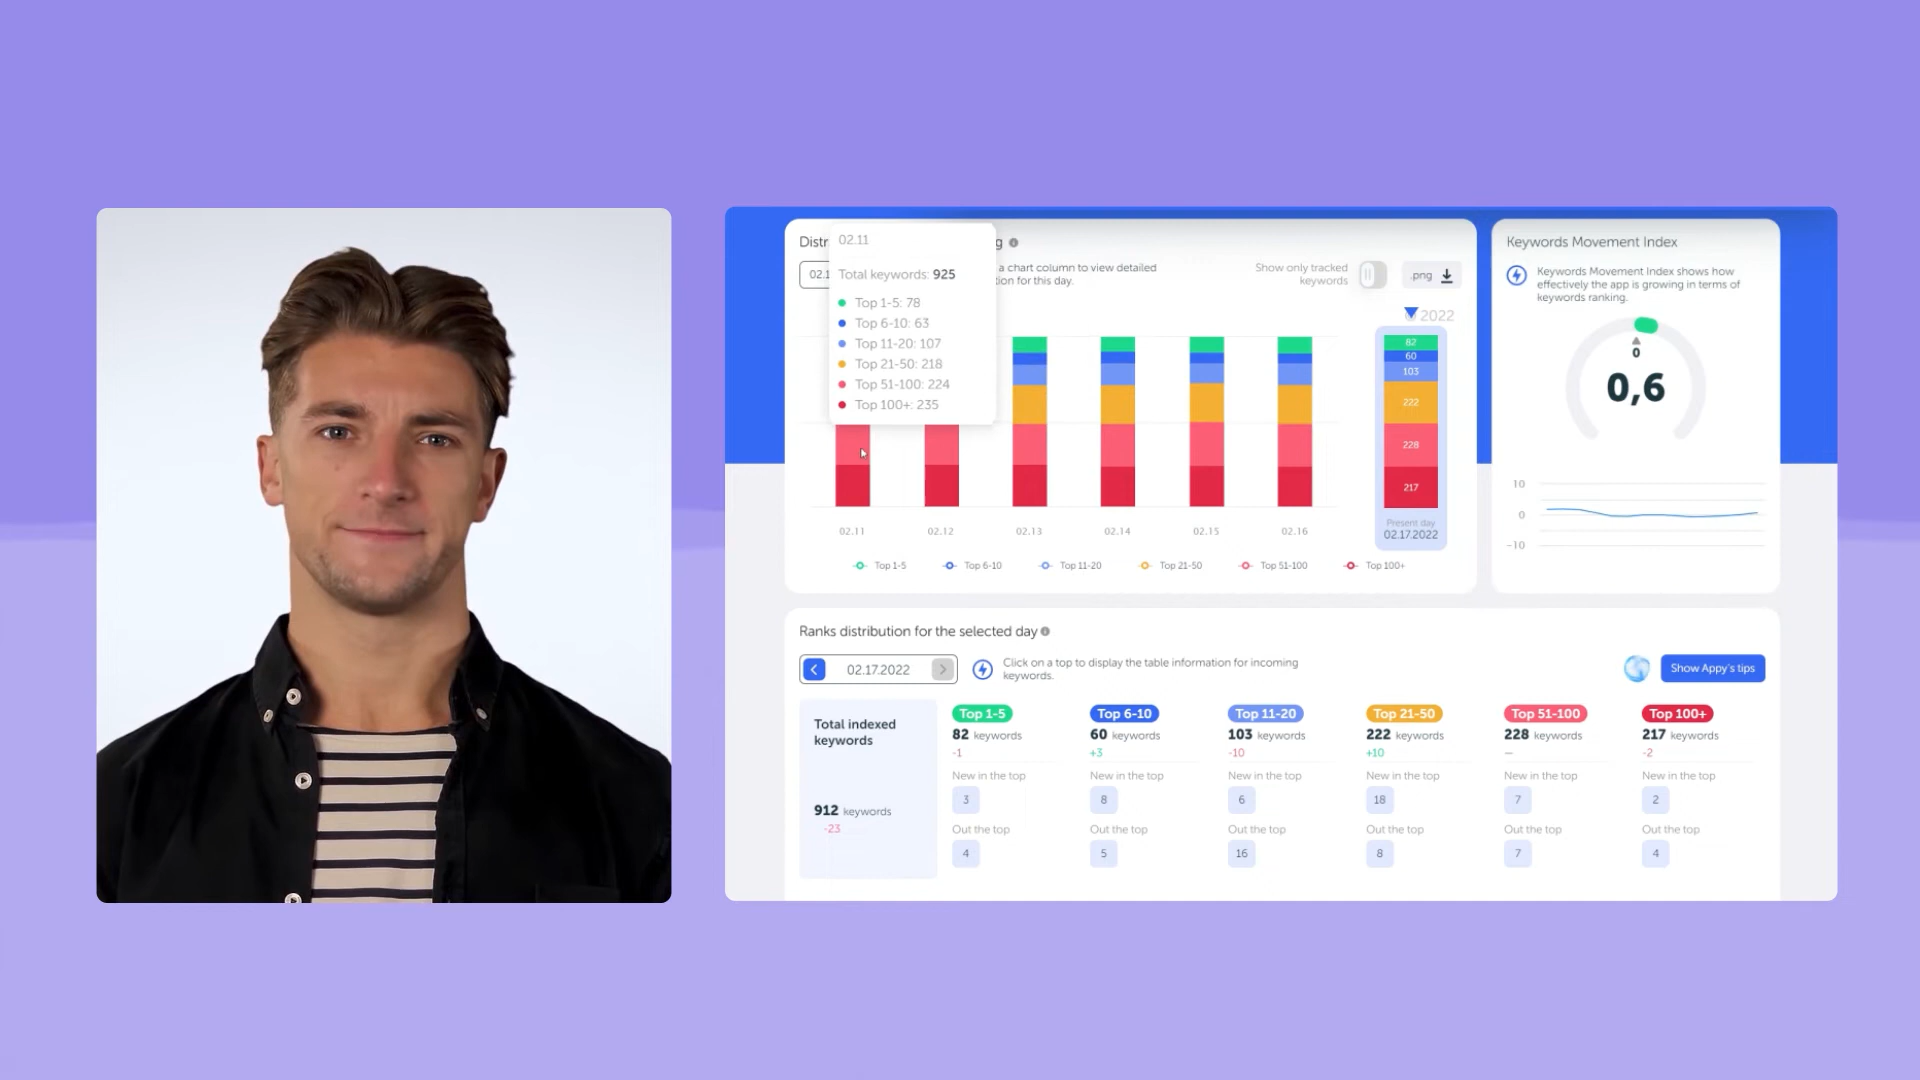 Distr
g
02.11
02.1
Total keywords: 925
a chart column to view detailed
ion for this day.
Show only tracked
keywords
.png
Top 1-5: 78
Top 6-10: 63
Top 11-20: 107
Top 21-50: 218
Top 51-100: 224
Top 100+: 235
2022
82
60
103
222
228
217
Present day
02.17.2022
02.11
02.12
02.13
02.14
02.15
02.16
Top 1-5
Top 6-10
Top 11-20
Top 21-50
Top 51-100
Top 100+
Keywords Movement Index
Keywords Movement Index shows how
effectively the app is growing in terms of
keywords ranking.
0
0,6
10
0
-10
Ranks distribution for the selected day
02.17.2022
Click on a top to display the table information for incoming
keywords.
Show Appy's tips
Total indexed
keywords
912 keywords
-23
Top 1-5
82 keywords
-1
New in the top
3
Out the top
4
Top 6-10
60 keywords
+3
New in the top
8
Out the top
5
Top 11-20
103 keywords
-10
New in the top
6
Out the top
16
Top 21-50
222 keywords
+10
New in the top
18
Out the top
8
Top 51-100
228 keywords
—
New in the top
7
Out the top
7
Top 100+
217 keywords
-2
New in the top
2
Out the top
4